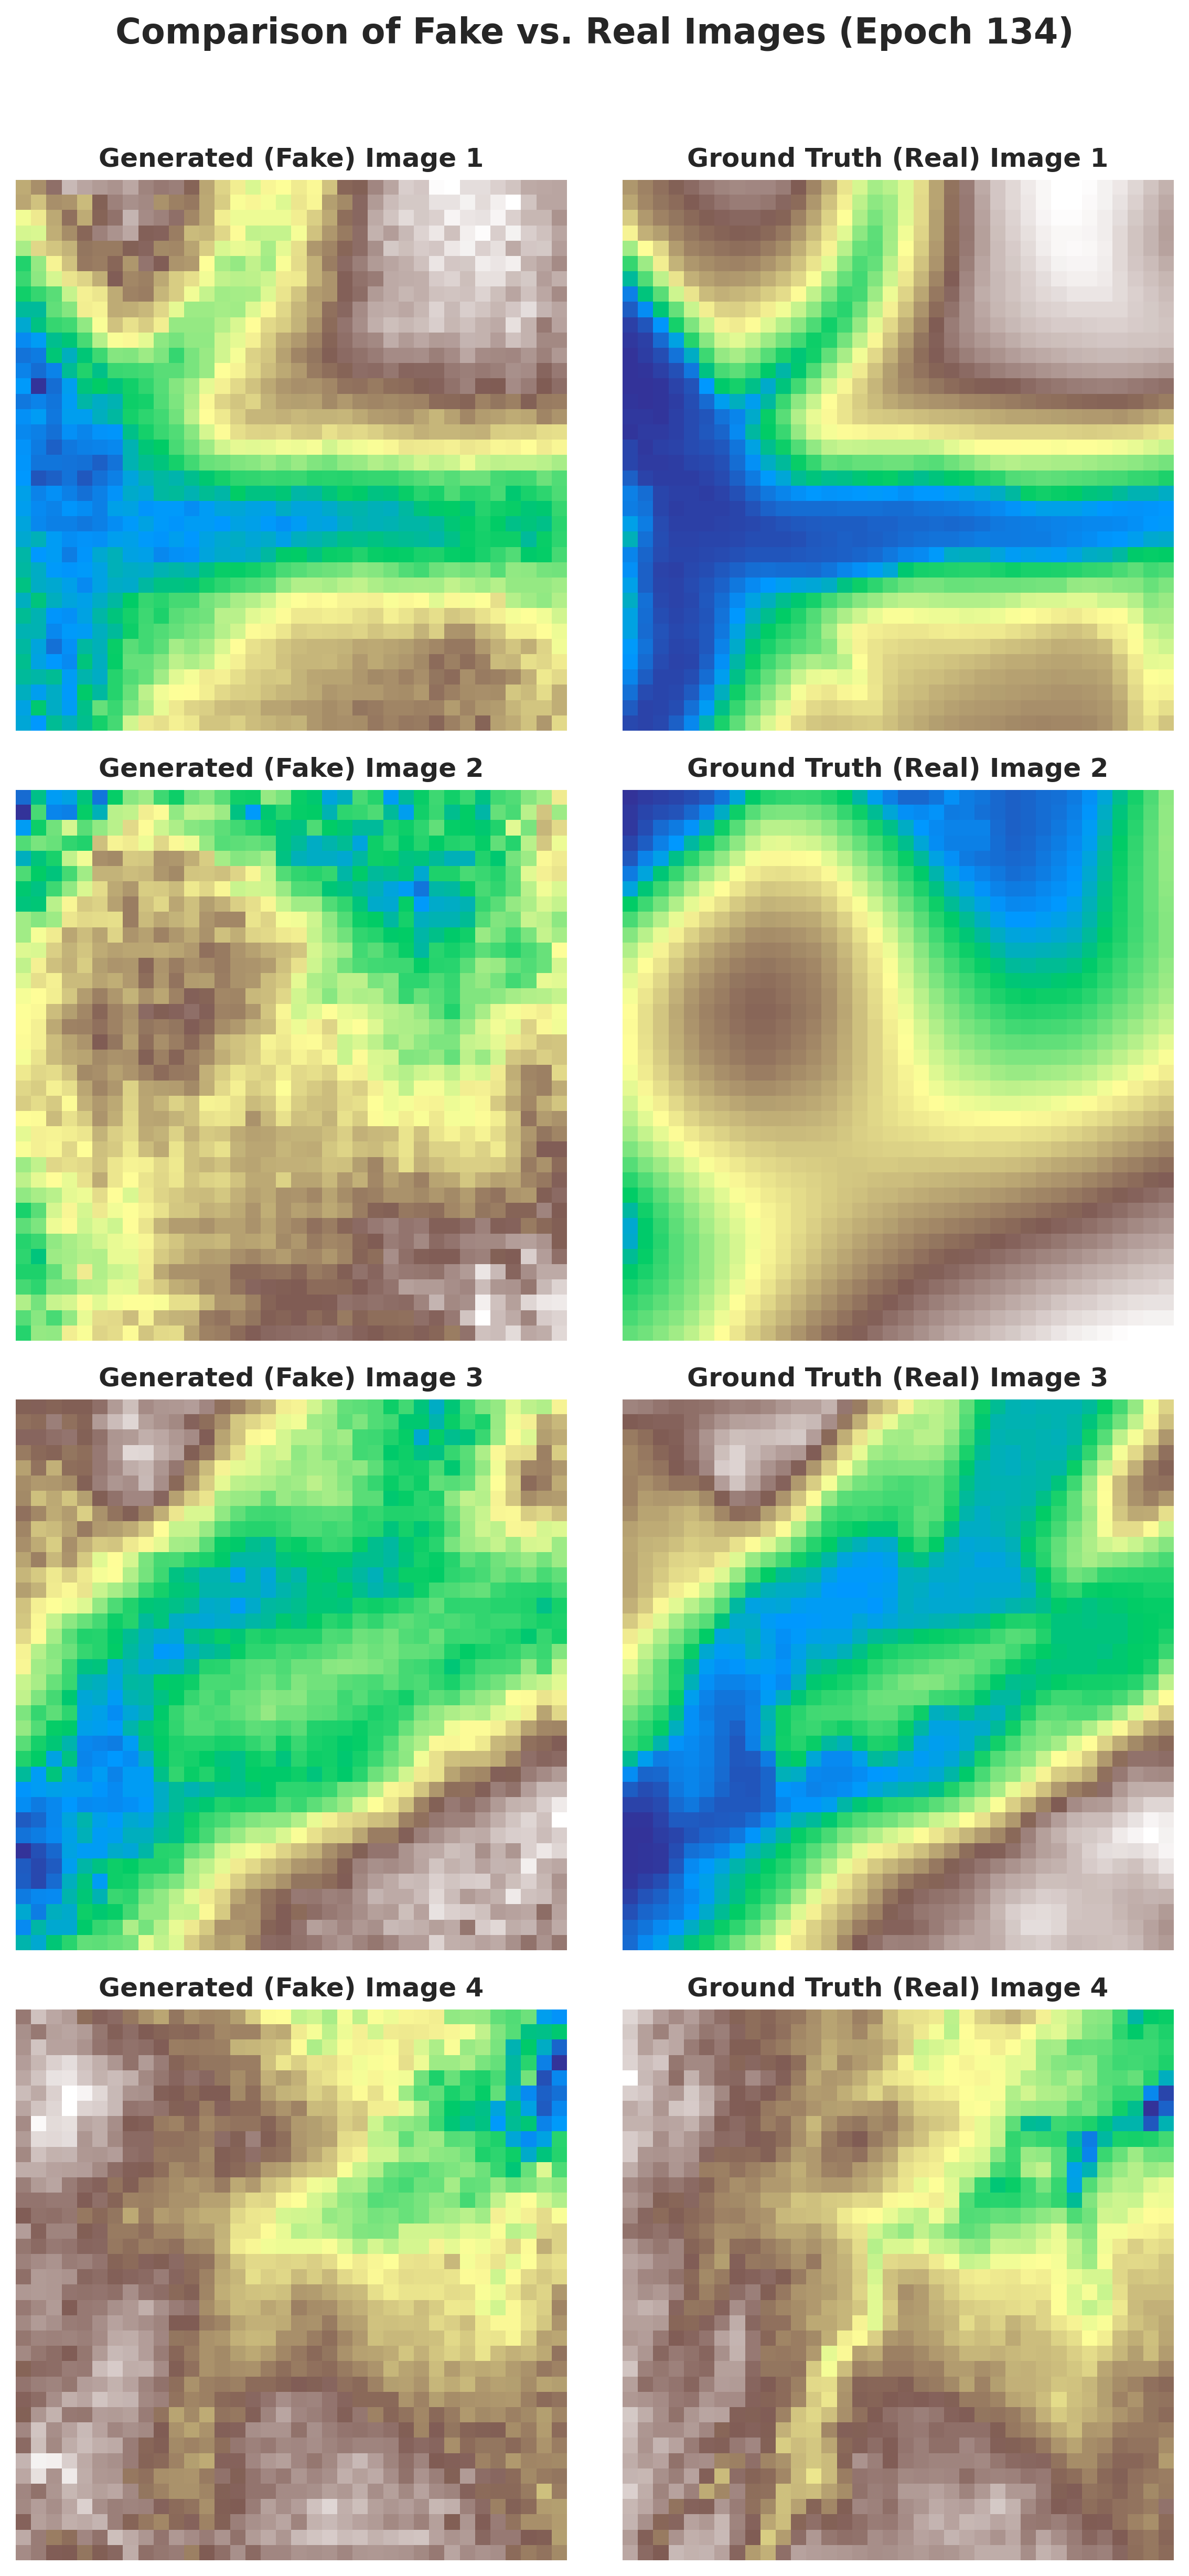 Comparison of Fake vs. Real Images (Epoch 134)
Generated (Fake) Image 1
Ground Truth (Real) Image 1
Generated (Fake) Image 2
Ground Truth (Real) Image 2
Generated (Fake) Image 3
Ground Truth (Real) Image 3
Generated (Fake) Image 4
Ground Truth (Real) Image 4